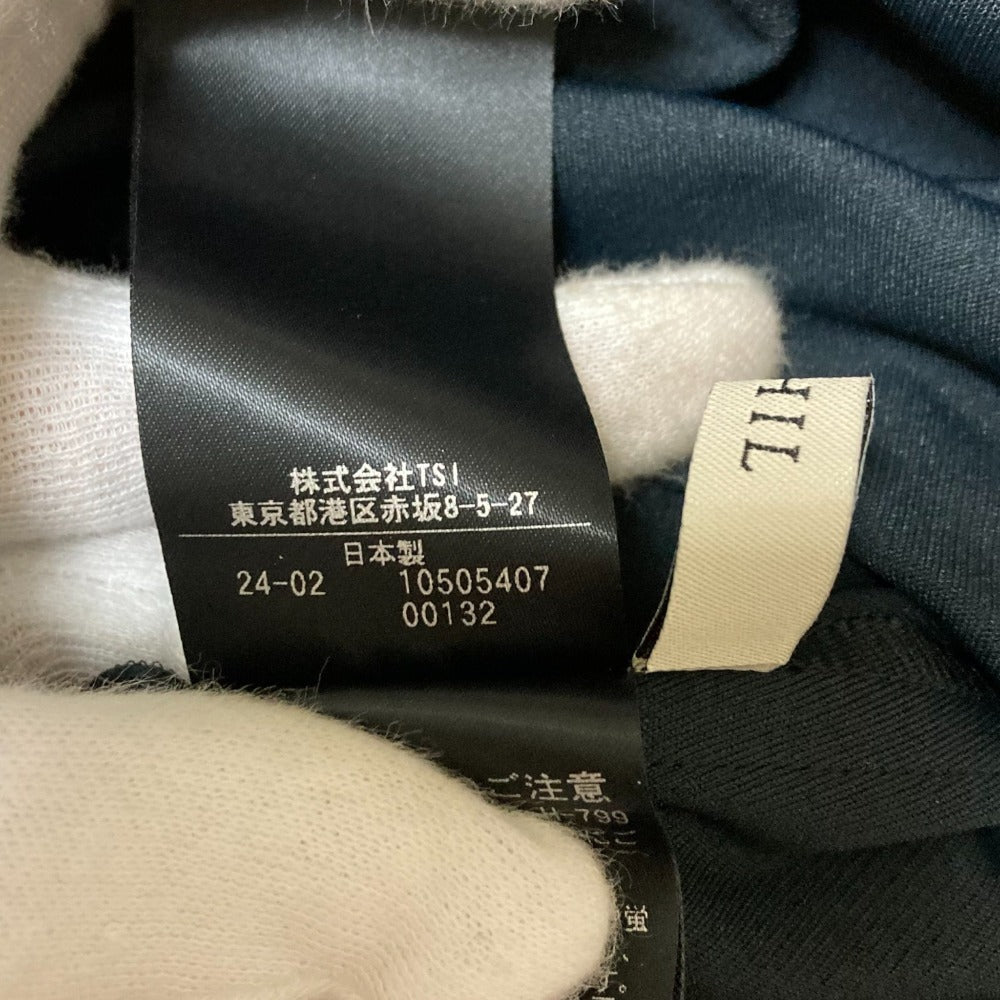 株式会社TSI
東京都港区赤坂8-5-27
日本製
24-02 10505407
00132
HIL
ご注意
H-799